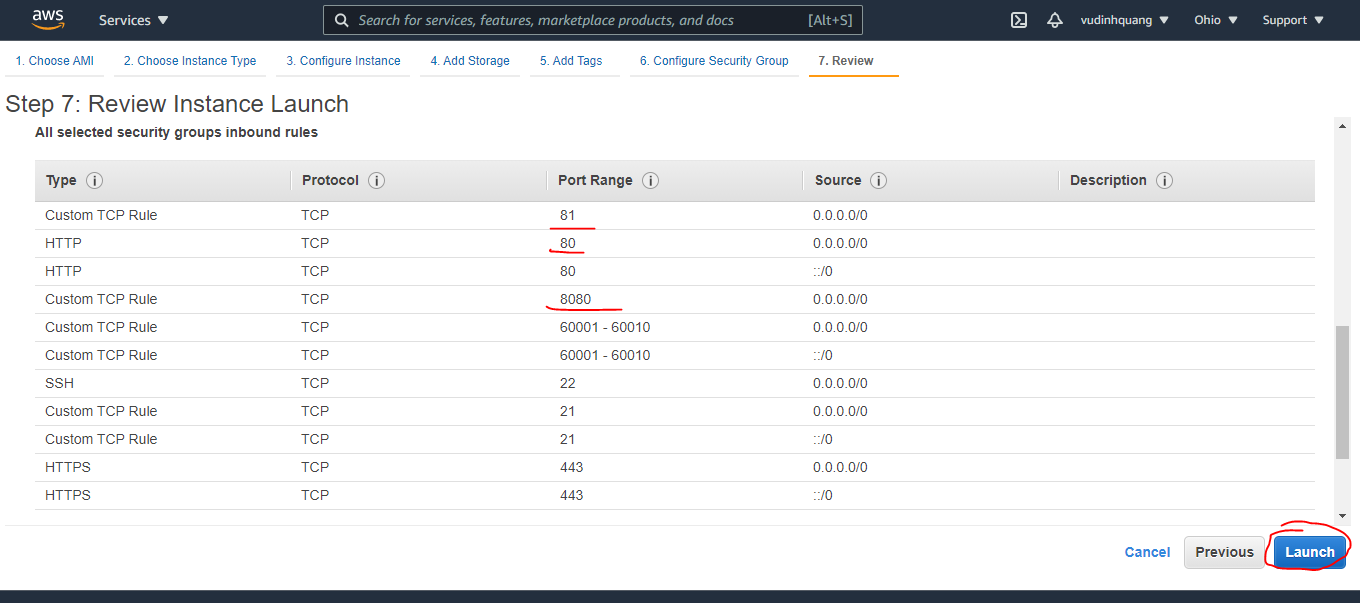 aws Services Search for services, features, marketplace products, and docs [Alt+S] vudinhquang Ohio Support
1. Choose AMI 2. Choose Instance Type 3. Configure Instance 4. Add Storage 5. Add Tags 6. Configure Security Group 7. Review
Step 7: Review Instance Launch
All selected security groups inbound rules
Type Protocol Port Range Source Description
Custom TCP Rule TCP 81 0.0.0.0/0
HTTP TCP 80 0.0.0.0/0
HTTP TCP 80 ::/0
Custom TCP Rule TCP 8080 0.0.0.0/0
Custom TCP Rule TCP 60001 - 60010 0.0.0.0/0
Custom TCP Rule TCP 60001 - 60010 ::/0
SSH TCP 22 0.0.0.0/0
Custom TCP Rule TCP 21 0.0.0.0/0
Custom TCP Rule TCP 21 ::/0
HTTPS TCP 443 0.0.0.0/0
HTTPS TCP 443 ::/0
Cancel Previous Launch